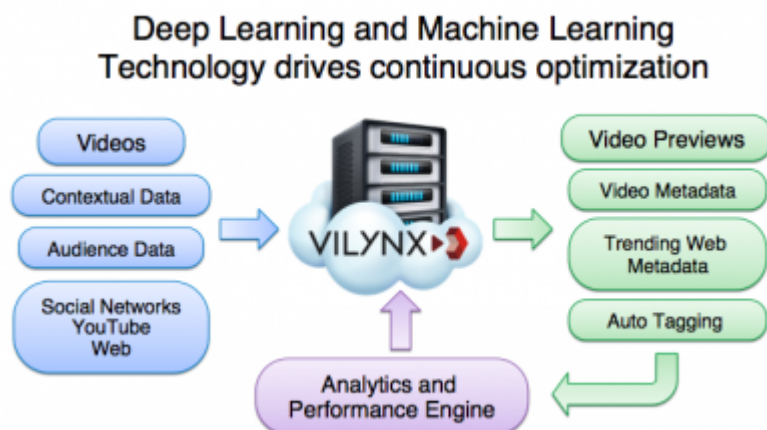 Deep Learning and Machine Learning
Technology drives continuous optimization
Videos
Contextual Data
Audience Data
Social Networks
YouTube
Web
VILYNX
Video Previews
Video Metadata
Trending Web
Metadata
Auto Tagging
Analytics and
Performance Engine